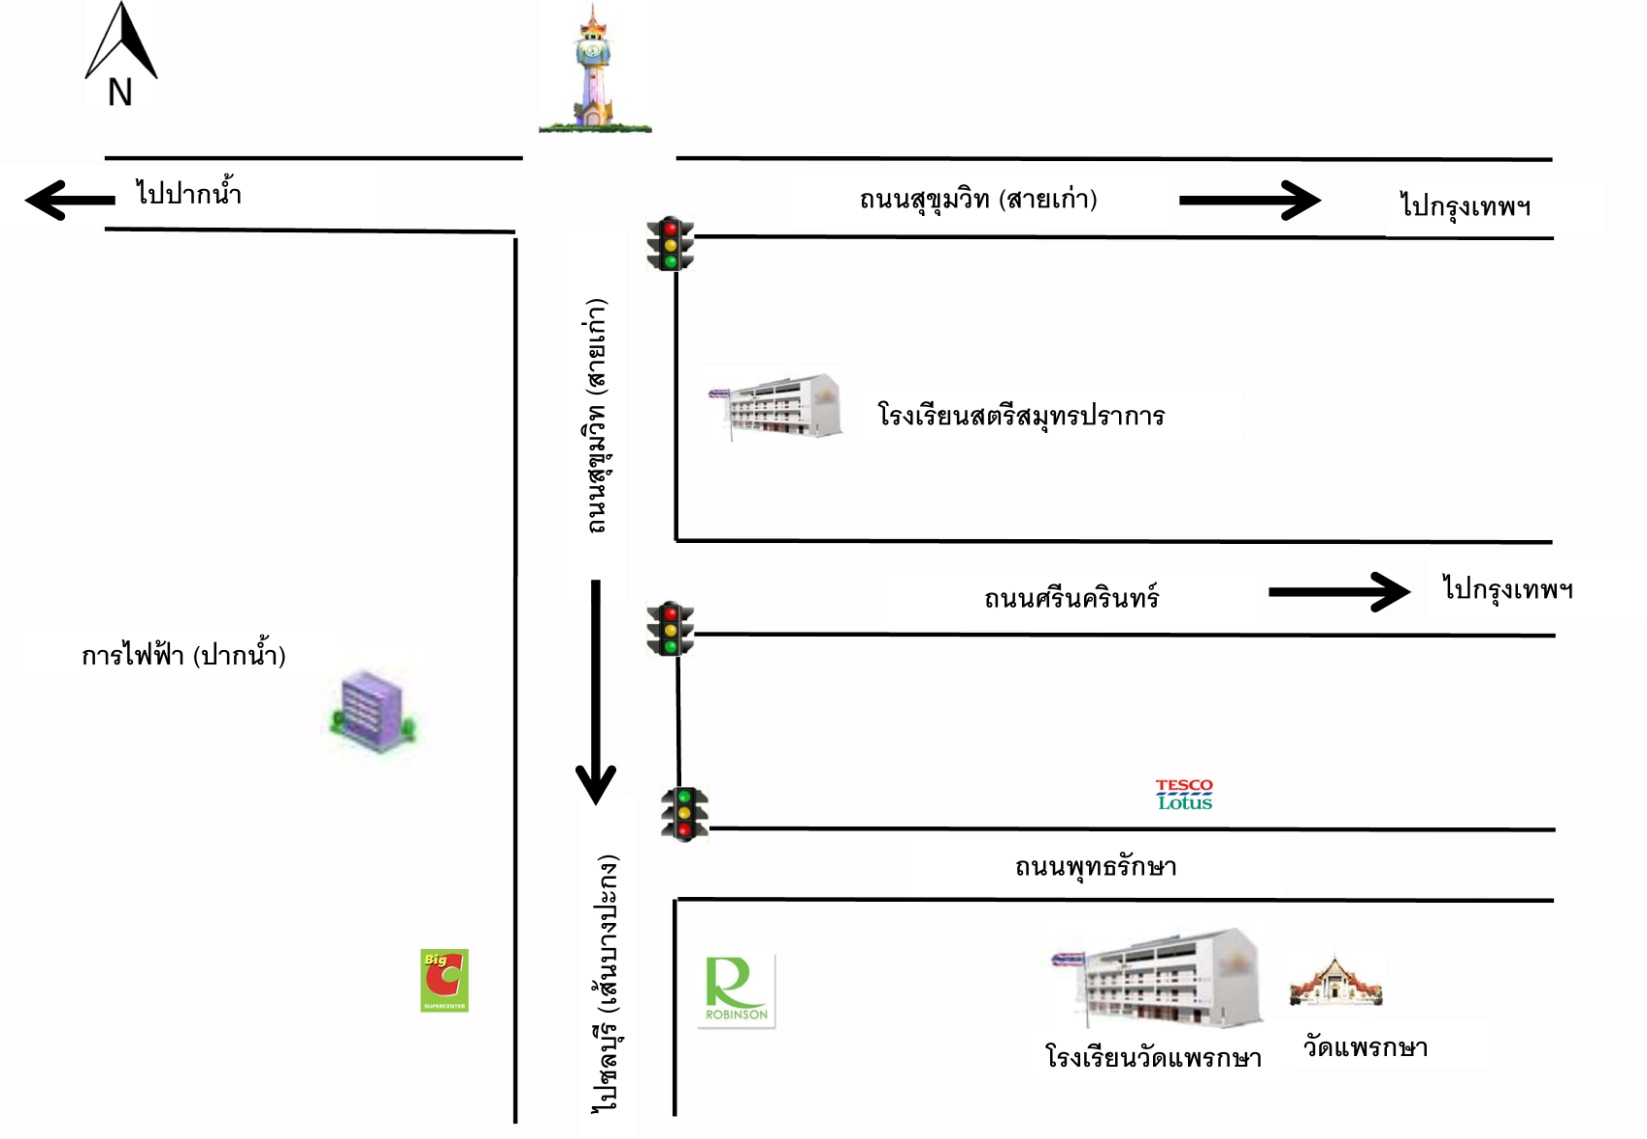 N
ไปปากน้ำ
ถนนสุขุมวิท (สายเก่า)
ไปกรุงเทพฯ
ถนนสุขุมวิท (สายเก่า)
โรงเรียนสตรีสมุทรปราการ
ถนนศรีนครินทร์
ไปกรุงเทพฯ
การไฟฟ้า (ปากน้ำ)
TESCO
Lotus
ถนนพุทธรักษา
ไปชลบุรี (เส้นบางปะกง)
Big
C
SUPERCENTER
R
ROBINSON
โรงเรียนวัดแพรกษา
วัดแพรกษา